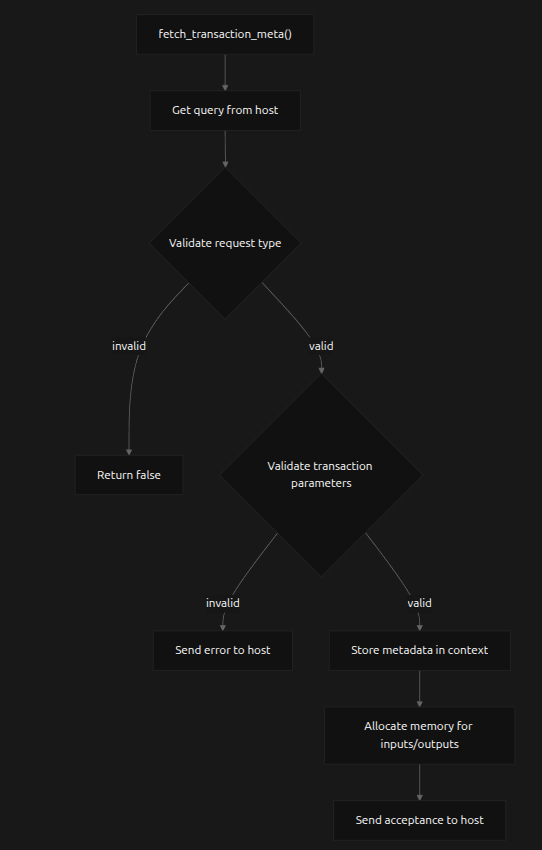 fetch_transaction_meta()
Get query from host
Validate request type
invalid
valid
Return false
Validate transaction
parameters
invalid
valid
Send error to host
Store metadata in context
Allocate memory for
inputs/outputs
Send acceptance to host